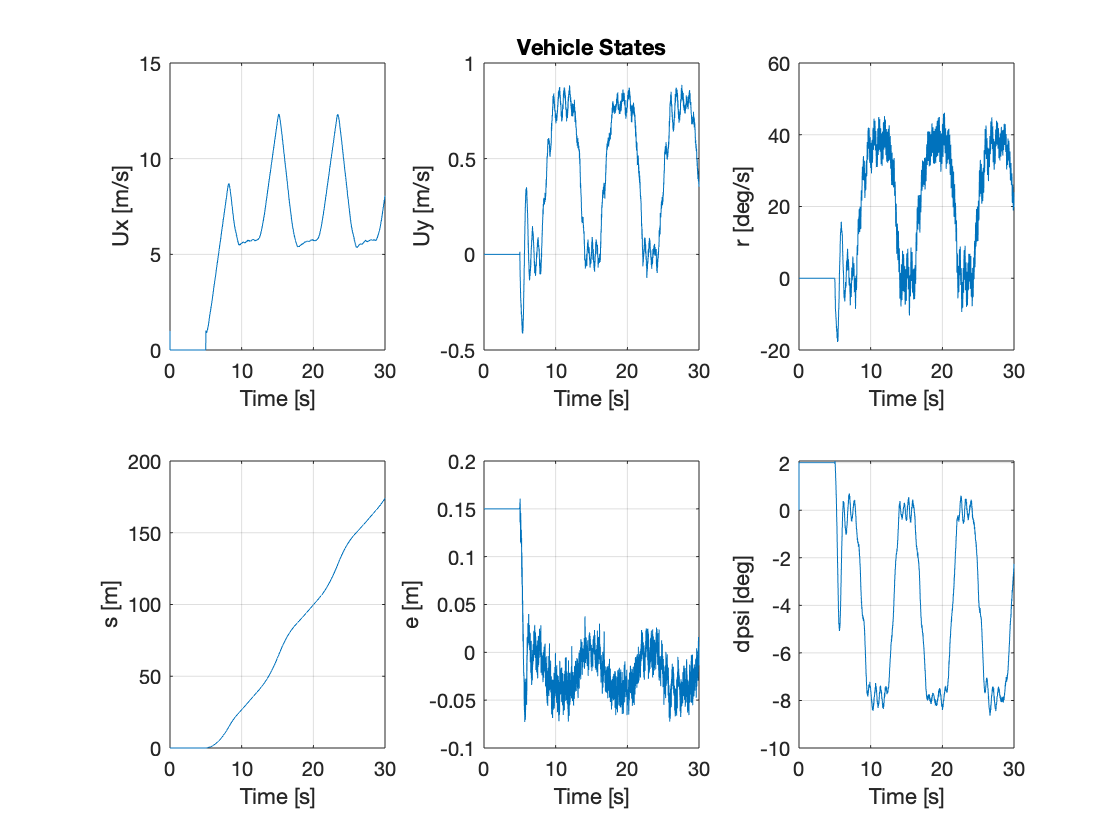 Vehicle States
15
10
5
0
Ux [m/s]
0 10 20 30
Time [s]
1
0.5
0
-0.5
Uy [m/s]
0 10 20 30
Time [s]
60
40
20
0
-20
r [deg/s]
0 10 20 30
Time [s]
200
150
100
50
0
s [m]
0 10 20 30
Time [s]
0.2
0.15
0.1
0.05
0
-0.05
-0.1
e [m]
0 10 20 30
Time [s]
2
0
-2
-4
-6
-8
-10
dpsi [deg]
0 10 20 30
Time [s]